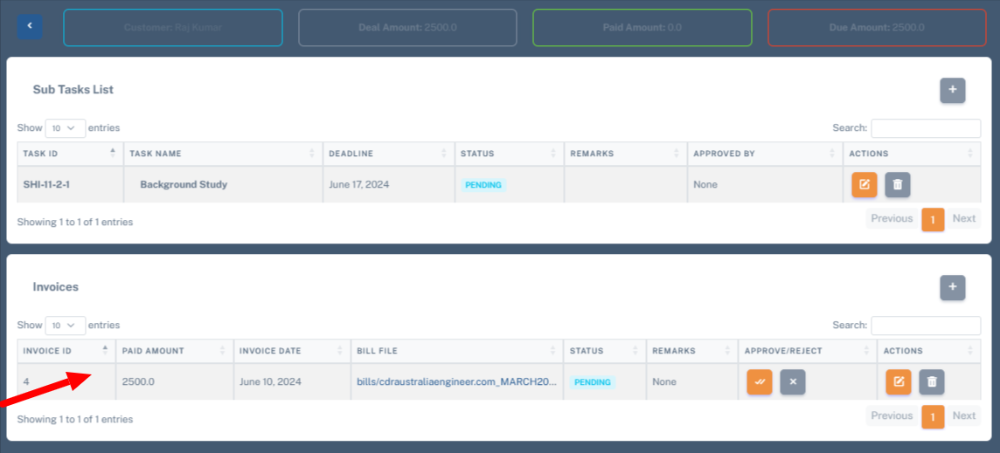 Customer: Raj Kumar Deal Amount: 2500.0 Paid Amount: 0.0 Due Amount: 2500.0
Sub Tasks List +
Show 10 entries Search:
TASK ID TASK NAME DEADLINE STATUS REMARKS APPROVED BY ACTIONS
SHI-11-2-1 Background Study June 17, 2024 PENDING None
Showing 1 to 1 of 1 entries Previous 1 Next
Invoices +
Show 10 entries Search:
INVOICE ID PAID AMOUNT INVOICE DATE BILL FILE STATUS REMARKS APPROVE/REJECT ACTIONS
4 2500.0 June 10, 2024 bills/cdraustraliaengineer.com_MARCH20... PENDING None
Showing 1 to 1 of 1 entries Previous 1 Next